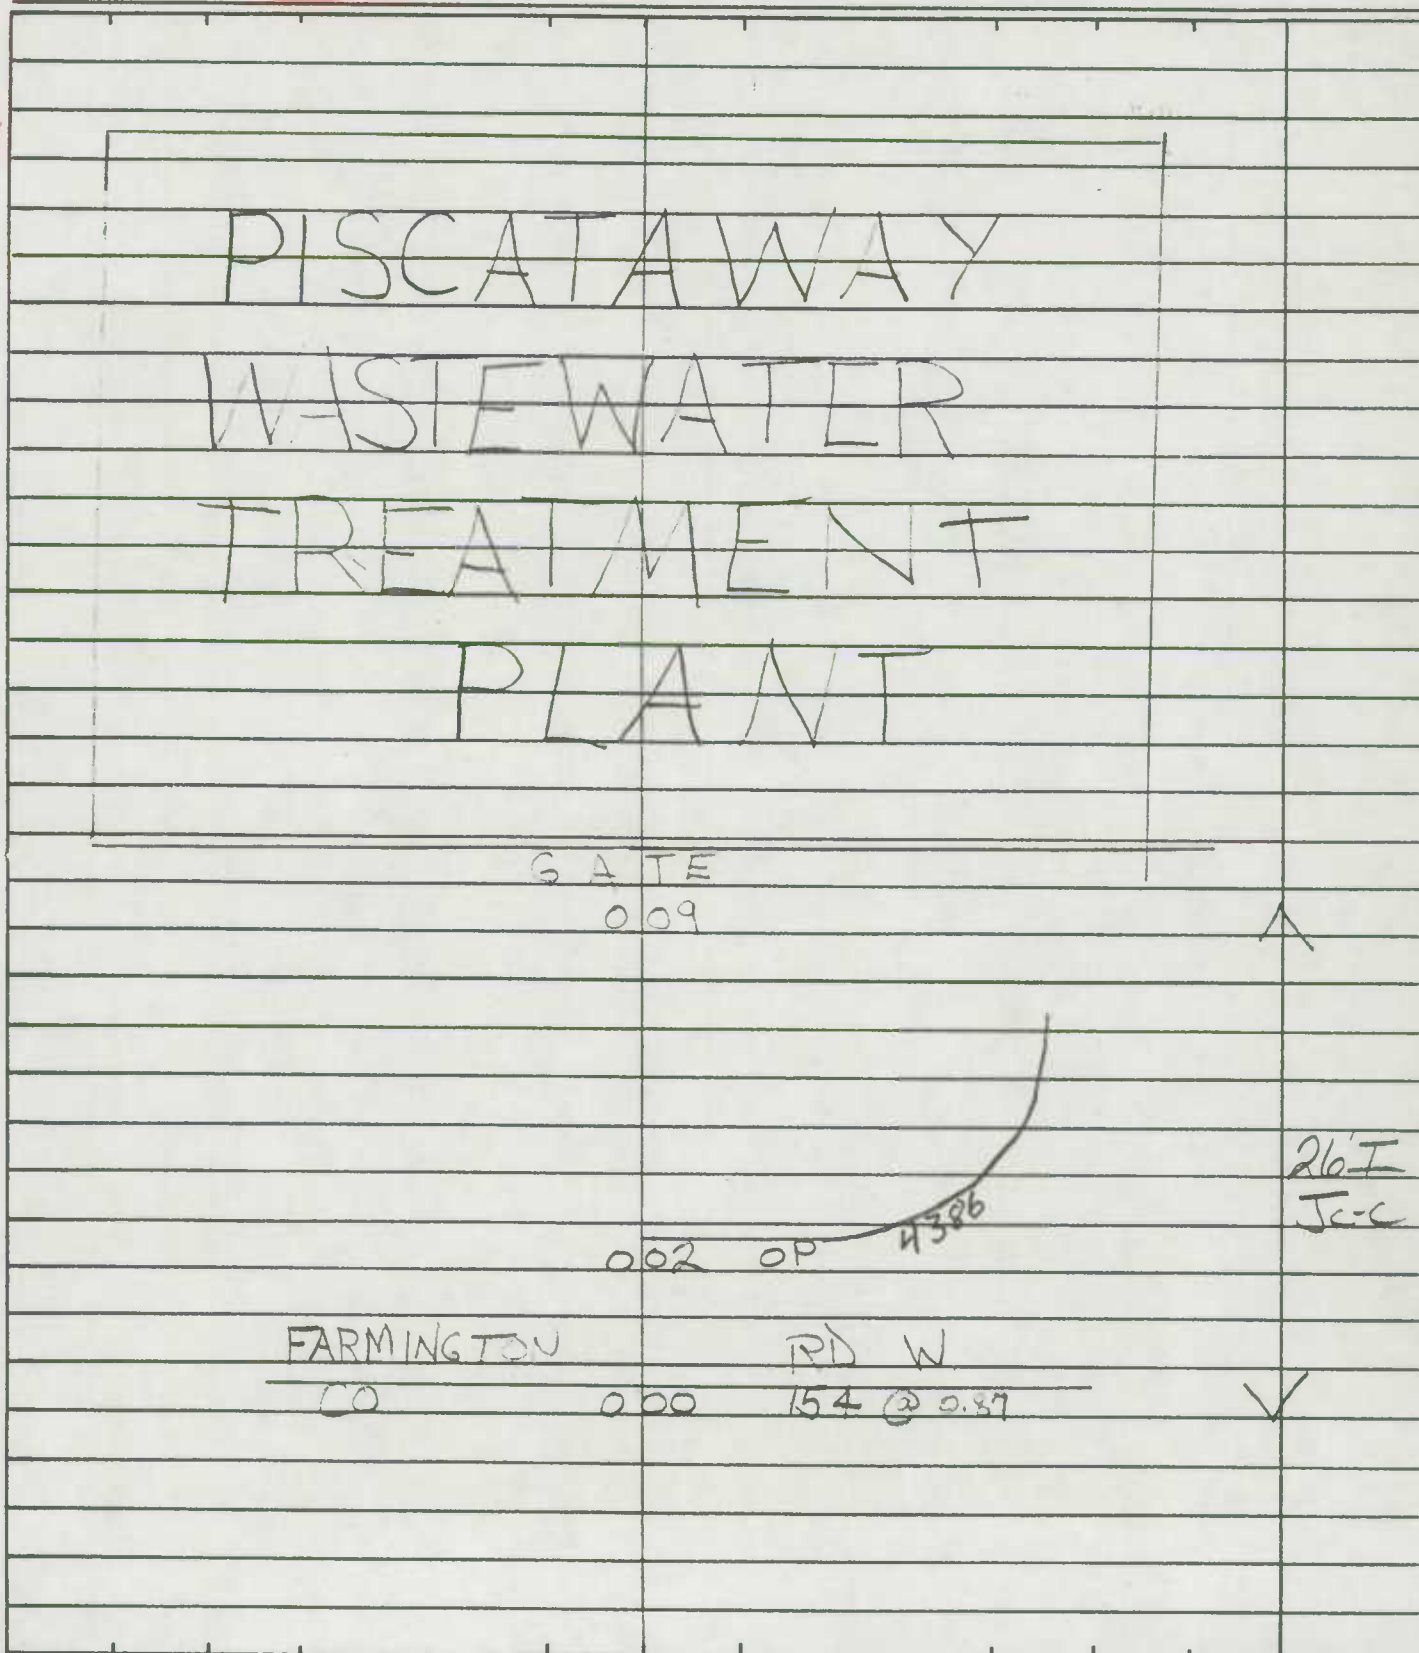 PISCATAWAY
WASTEWATER
TREATMENT
PLANT
GATE
0.09
26' I
Jc-c
4386
0.02 OP
FARMINGTON RD W
CO 0.00 154 @ 0.87